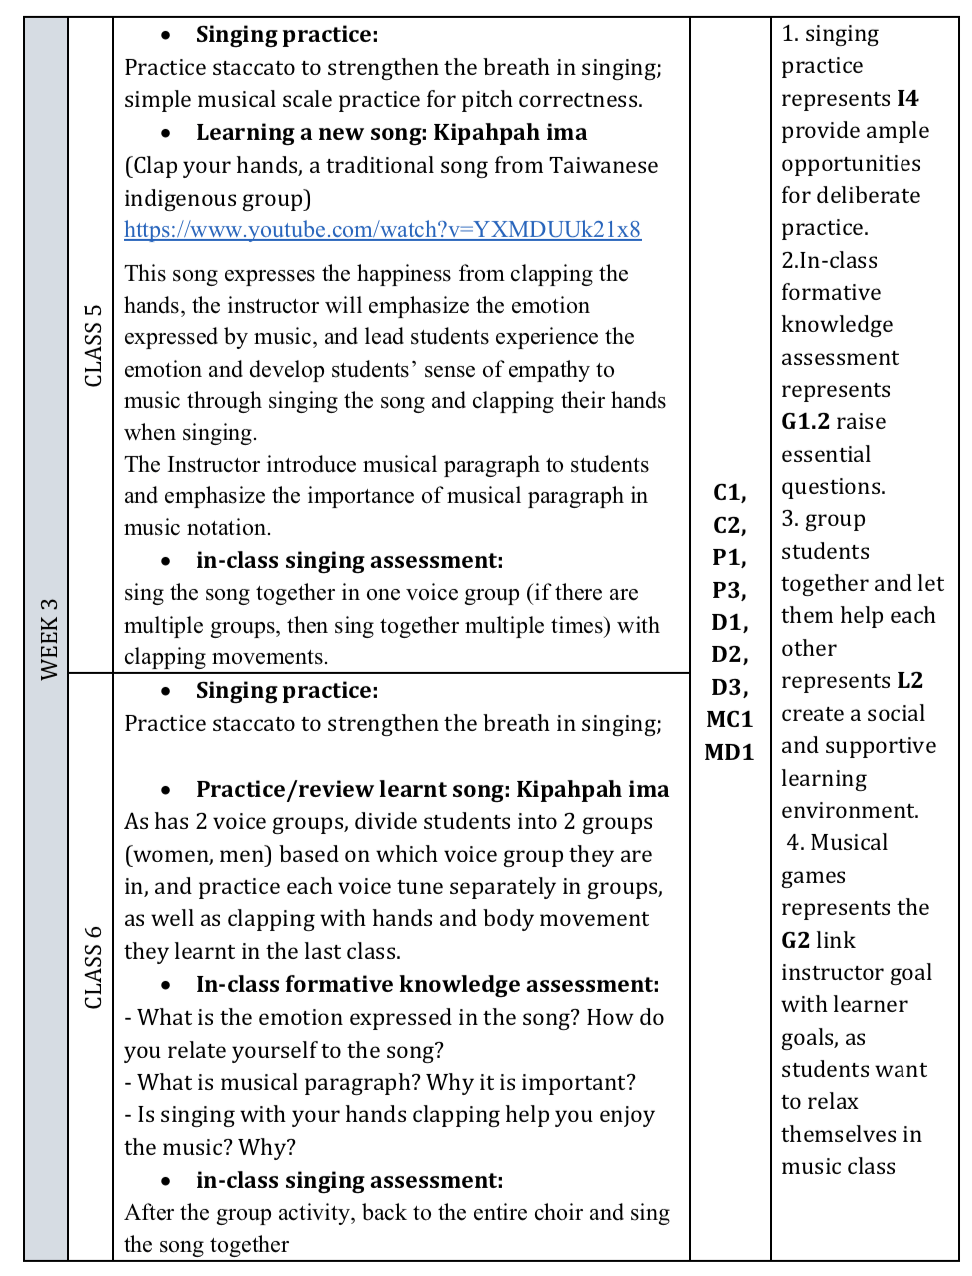 WEEK 3
CLASS 5
• Singing practice:
Practice staccato to strengthen the breath in singing;
simple musical scale practice for pitch correctness.
• Learning a new song: Kipahpah ima
(Clap your hands, a traditional song from Taiwanese
indigenous group)
https://www.youtube.com/watch?v=YXMDUUk21x8
This song expresses the happiness from clapping the
hands, the instructor will emphasize the emotion
expressed by music, and lead students experience the
emotion and develop students’ sense of empathy to
music through singing the song and clapping their hands
when singing.
The Instructor introduce musical paragraph to students
and emphasize the importance of musical paragraph in
music notation.
• in-class singing assessment:
sing the song together in one voice group (if there are
multiple groups, then sing together multiple times) with
clapping movements.
CLASS 6
• Singing practice:
Practice staccato to strengthen the breath in singing;
• Practice/review learnt song: Kipahpah ima
As has 2 voice groups, divide students into 2 groups
(women, men) based on which voice group they are
in, and practice each voice tune separately in groups,
as well as clapping with hands and body movement
they learnt in the last class.
• In-class formative knowledge assessment:
- What is the emotion expressed in the song? How do
you relate yourself to the song?
- What is musical paragraph? Why it is important?
- Is singing with your hands clapping help you enjoy
the music? Why?
• in-class singing assessment:
After the group activity, back to the entire choir and sing
the song together
C1,
C2,
P1,
P3,
D1,
D2,
D3,
MC1
MD1
1. singing
practice
represents I4
provide ample
opportunities
for deliberate
practice.
2.In-class
formative
knowledge
assessment
represents
G1.2 raise
essential
questions.
3. group
students
together and let
them help each
other
represents L2
create a social
and supportive
learning
environment.
4. Musical
games
represents the
G2 link
instructor goal
with learner
goals, as
students want
to relax
themselves in
music class